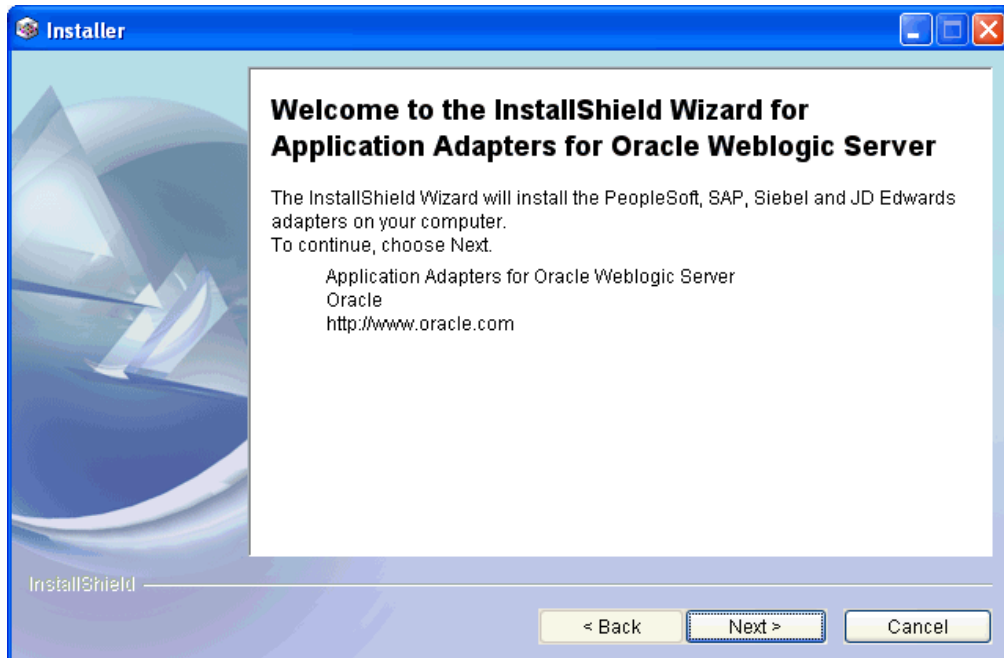 Installer
Welcome to the InstallShield Wizard for
Application Adapters for Oracle Weblogic Server
The InstallShield Wizard will install the PeopleSoft, SAP, Siebel and JD Edwards
adapters on your computer.
To continue, choose Next.
Application Adapters for Oracle Weblogic Server
Oracle
http://www.oracle.com
InstallShield
< Back
Next >
Cancel